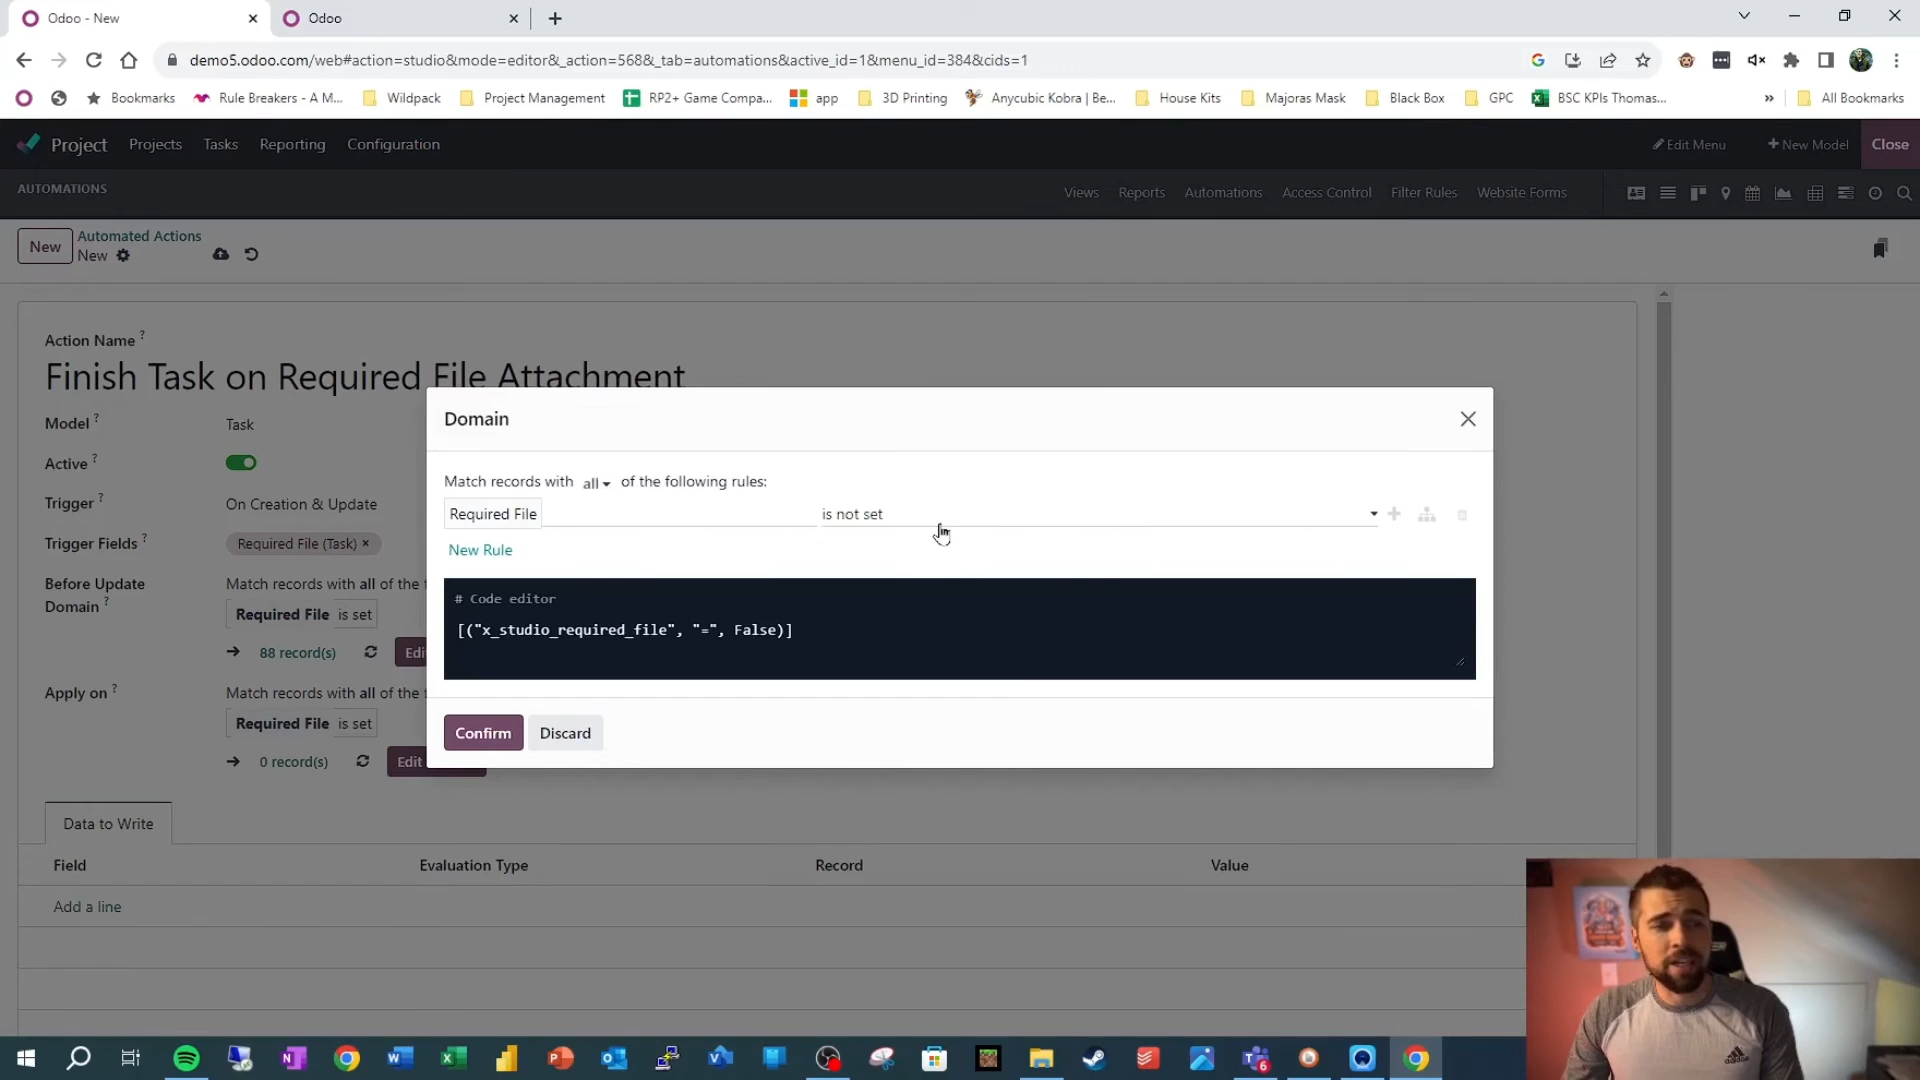 Odoo - New
Odoo
demo5.odoo.com/web#action=studio&mode=editor&_action=568&_tab=automations&active_id=1&menu_id=384&cids=1
Bookmarks
Rule Breakers - A M...
Wildpack
Project Management
RP2+ Game Compa...
app
3D Printing
Anycubic Kobra | Be...
House Kits
Majoras Mask
Black Box
GPC
BSC KPIs Thomas...
»
All Bookmarks
Project
Projects
Tasks
Reporting
Configuration
Edit Menu
+ New Model
Close
AUTOMATIONS
Views
Reports
Automations
Access Control
Filter Rules
Website Forms
New
Automated Actions
New
Action Name ?
Finish Task on Required File Attachment
Model ?
Task
Active ?
Trigger ?
On Creation & Update
Trigger Fields ?
Required File (Task) ×
Before Update
Domain ?
Match records with all of the f
Required File is set
88 record(s)
Edi
Apply on ?
Match records with all of the f
Required File is set
0 record(s)
Edit
Domain
Match records with all of the following rules:
Required File
is not set
New Rule
# Code editor
[("x_studio_required_file", "=", False)]
Confirm
Discard
Data to Write
Field
Evaluation Type
Record
Value
Add a line
adidas
6